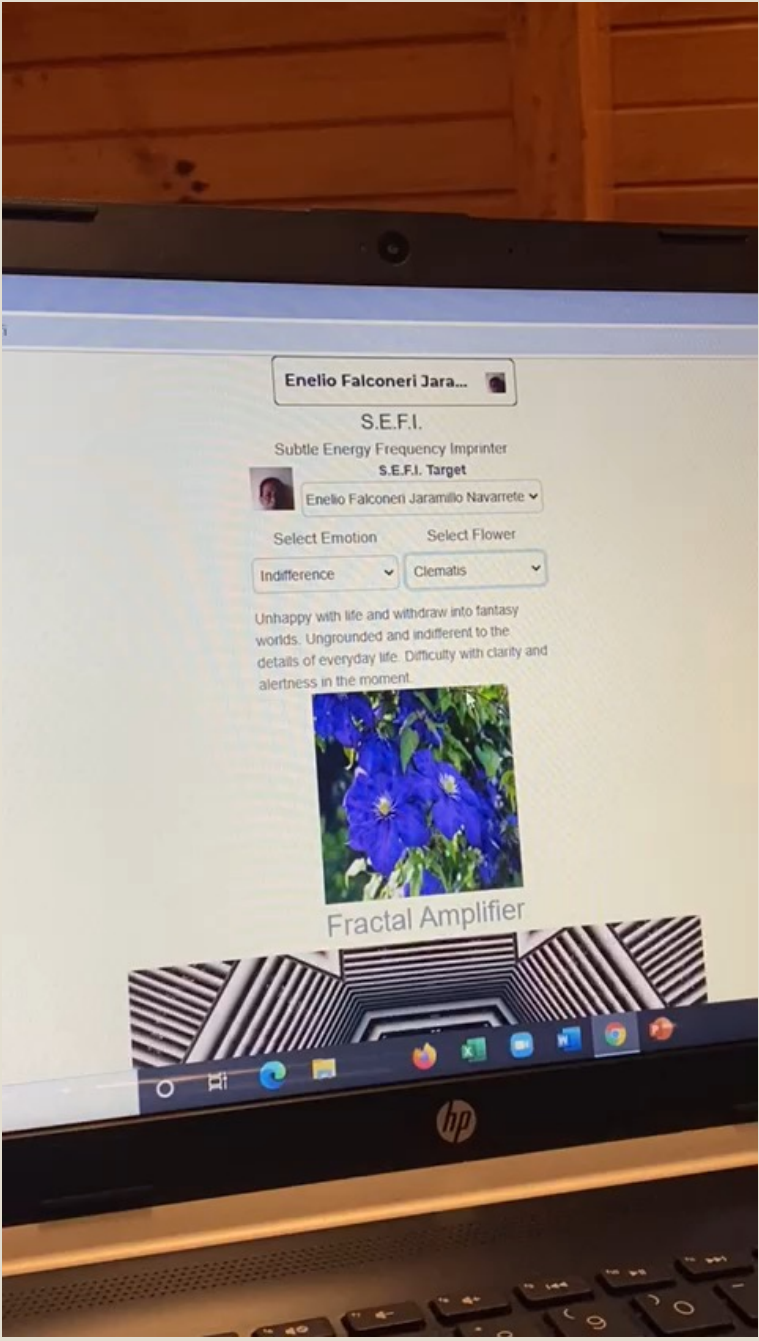 Enelio Falconeri Jara...
S.E.F.I.
Subtle Energy Frequency Imprinter
S.E.F.I. Target
Enelio Falconeri Jaramillo Navarrete
Select Emotion
Select Flower
Indifference
Clematis
Unhappy with life and withdraw into fantasy
worlds. Ungrounded and indifferent to the
details of everyday life. Difficulty with clarity and
alertness in the moment.
Fractal Amplifier
hp
9
0